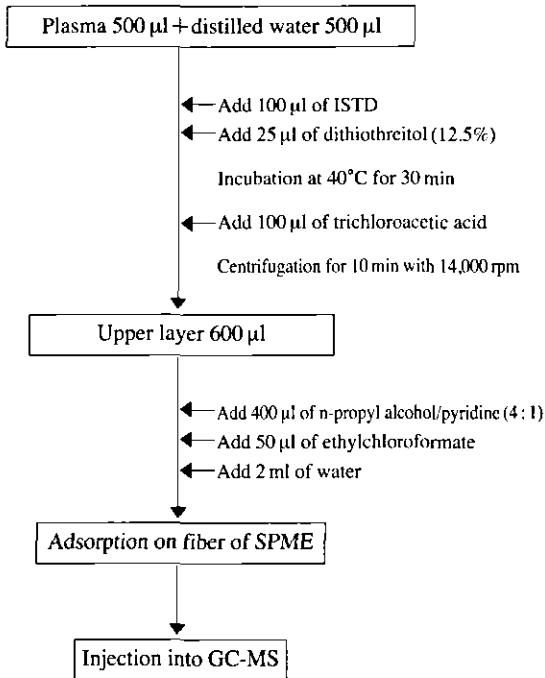 Plasma 500 µl + distilled water 500 µl
Add 100 µl of ISTD
Add 25 µl of dithiothreitol (12.5%)
Incubation at 40°C for 30 min
Add 100 µl of trichloroacetic acid
Centrifugation for 10 min with 14,000 rpm
Upper layer 600 µl
Add 400 µl of n-propyl alcohol/pyridine (4 : 1)
Add 50 µl of ethylchloroformate
Add 2 ml of water
Adsorption on fiber of SPME
Injection into GC-MS